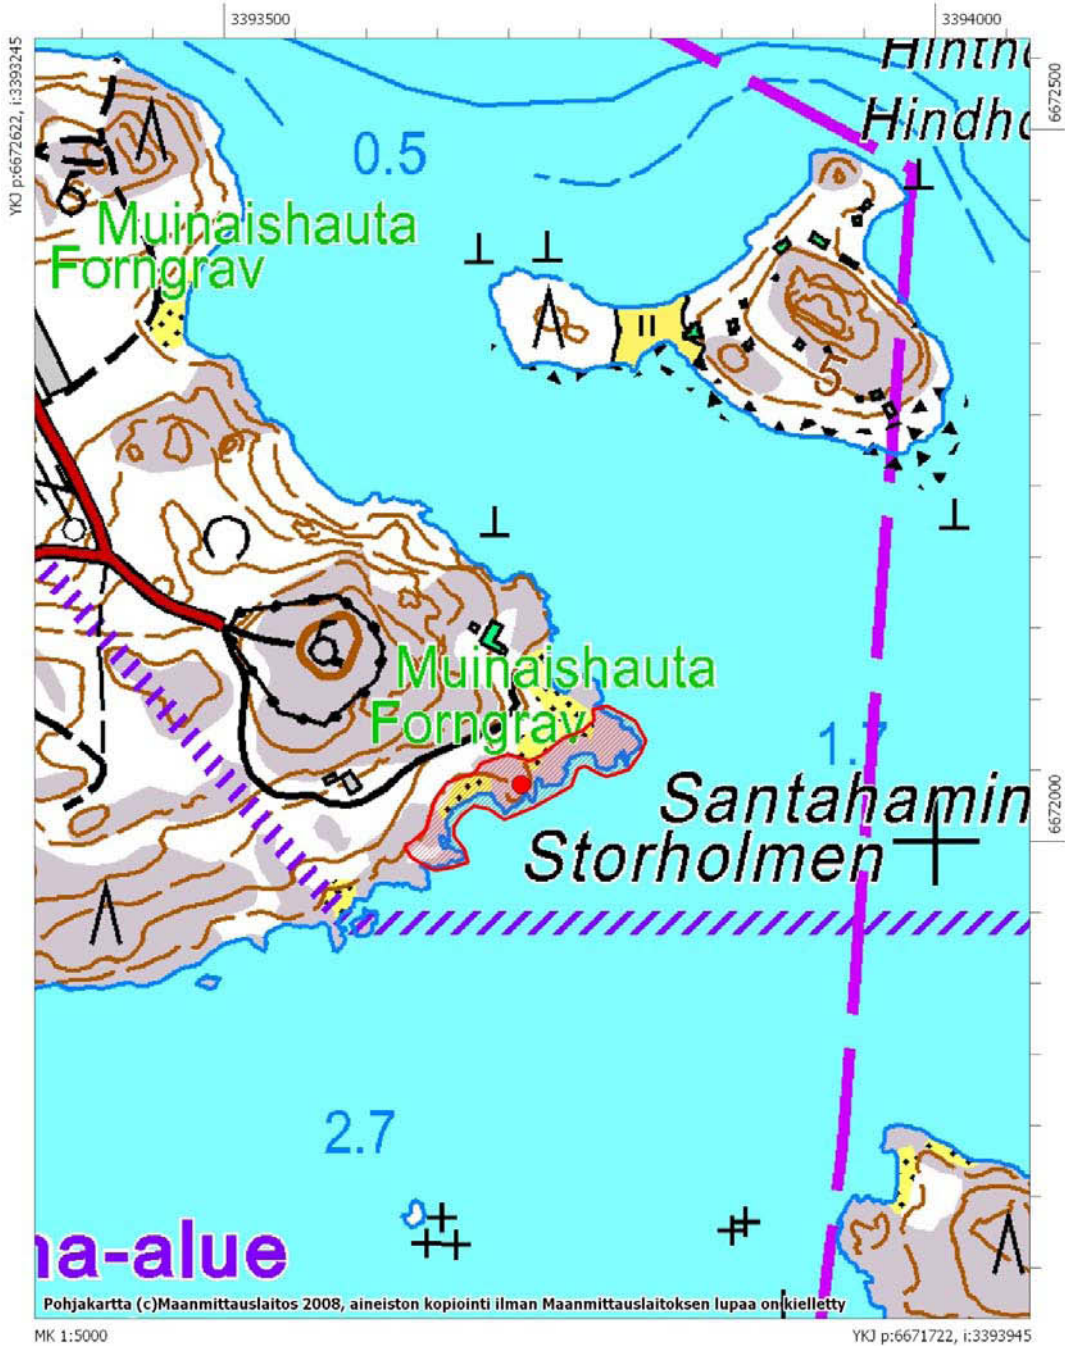 3393500
3394000
YKJ p:6672622, i:3393245
6672500
Hindho
0.5
6
Muinaishauta
Forngrav
5
6
Muinaishauta
Forngrav
1.7
Santahamin
Storholmen
6672000
2.7
na-alue
Pohjakartta (c)Maanmittauslaitos 2008, aineiston kopiointi ilman Maanmittauslaitoksen lupaa on kielletty
MK 1:5000
YKJ p:6671722, i:3393945